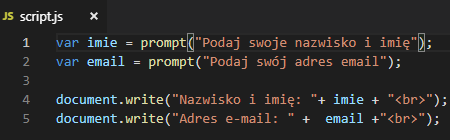 JS script.js ×
1 var imie = prompt("Podaj swoje nazwisko i imię");
2 var email = prompt("Podaj swój adres email");
3
4 document.write("Nazwisko i imię: "+ imie + "<br>");
5 document.write("Adres e-mail: " +  email +"<br>");